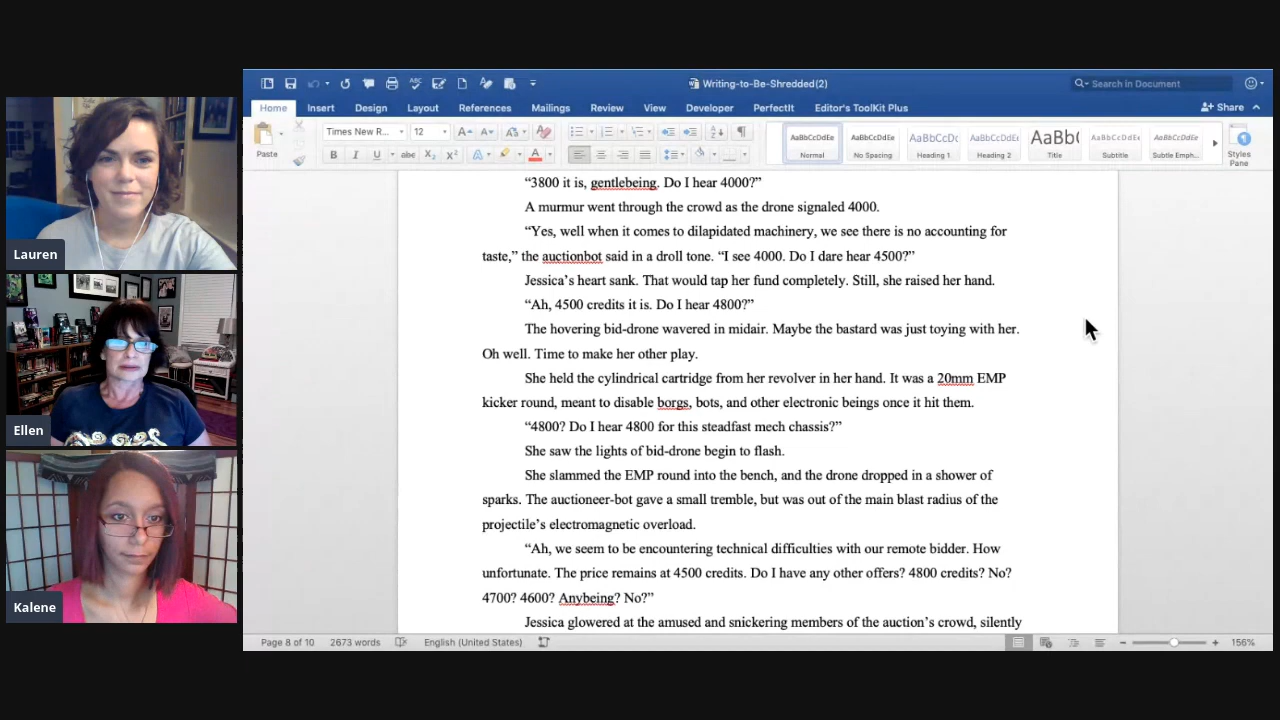 Writing-to-Be-Shredded(2)
Search in Document
Home Insert Design Layout References Mailings Review View Developer PerfectIt Editor's ToolKit Plus
Share
Paste
Times New R...
12
B I U abc X₂ X²
AaBbCcDdEe
Normal
AaBbCcDdEe
No Spacing
AaBbCcDc
Heading 1
AaBbCcDdEi
Heading 2
AaBb(
Title
AaBbCcDdEe
Subtitle
AaBbCcDdEe
Subtle Emph...
Styles
Pane
“3800 it is, gentlebeing. Do I hear 4000?”
A murmur went through the crowd as the drone signaled 4000.
“Yes, well when it comes to dilapidated machinery, we see there is no accounting for
taste,” the auctionbot said in a droll tone. “I see 4000. Do I dare hear 4500?”
Jessica’s heart sank. That would tap her fund completely. Still, she raised her hand.
“Ah, 4500 credits it is. Do I hear 4800?”
The hovering bid-drone wavered in midair. Maybe the bastard was just toying with her.
Oh well. Time to make her other play.
She held the cylindrical cartridge from her revolver in her hand. It was a 20mm EMP
kicker round, meant to disable borgs, bots, and other electronic beings once it hit them.
“4800? Do I hear 4800 for this steadfast mech chassis?”
She saw the lights of bid-drone begin to flash.
She slammed the EMP round into the bench, and the drone dropped in a shower of
sparks. The auctioneer-bot gave a small tremble, but was out of the main blast radius of the
projectile’s electromagnetic overload.
“Ah, we seem to be encountering technical difficulties with our remote bidder. How
unfortunate. The price remains at 4500 credits. Do I have any other offers? 4800 credits? No?
4700? 4600? Anybeing? No?”
Jessica glowered at the amused and snickering members of the auction’s crowd, silently
Page 8 of 10
2673 words
English (United States)
156%
Lauren
Ellen
Kalene